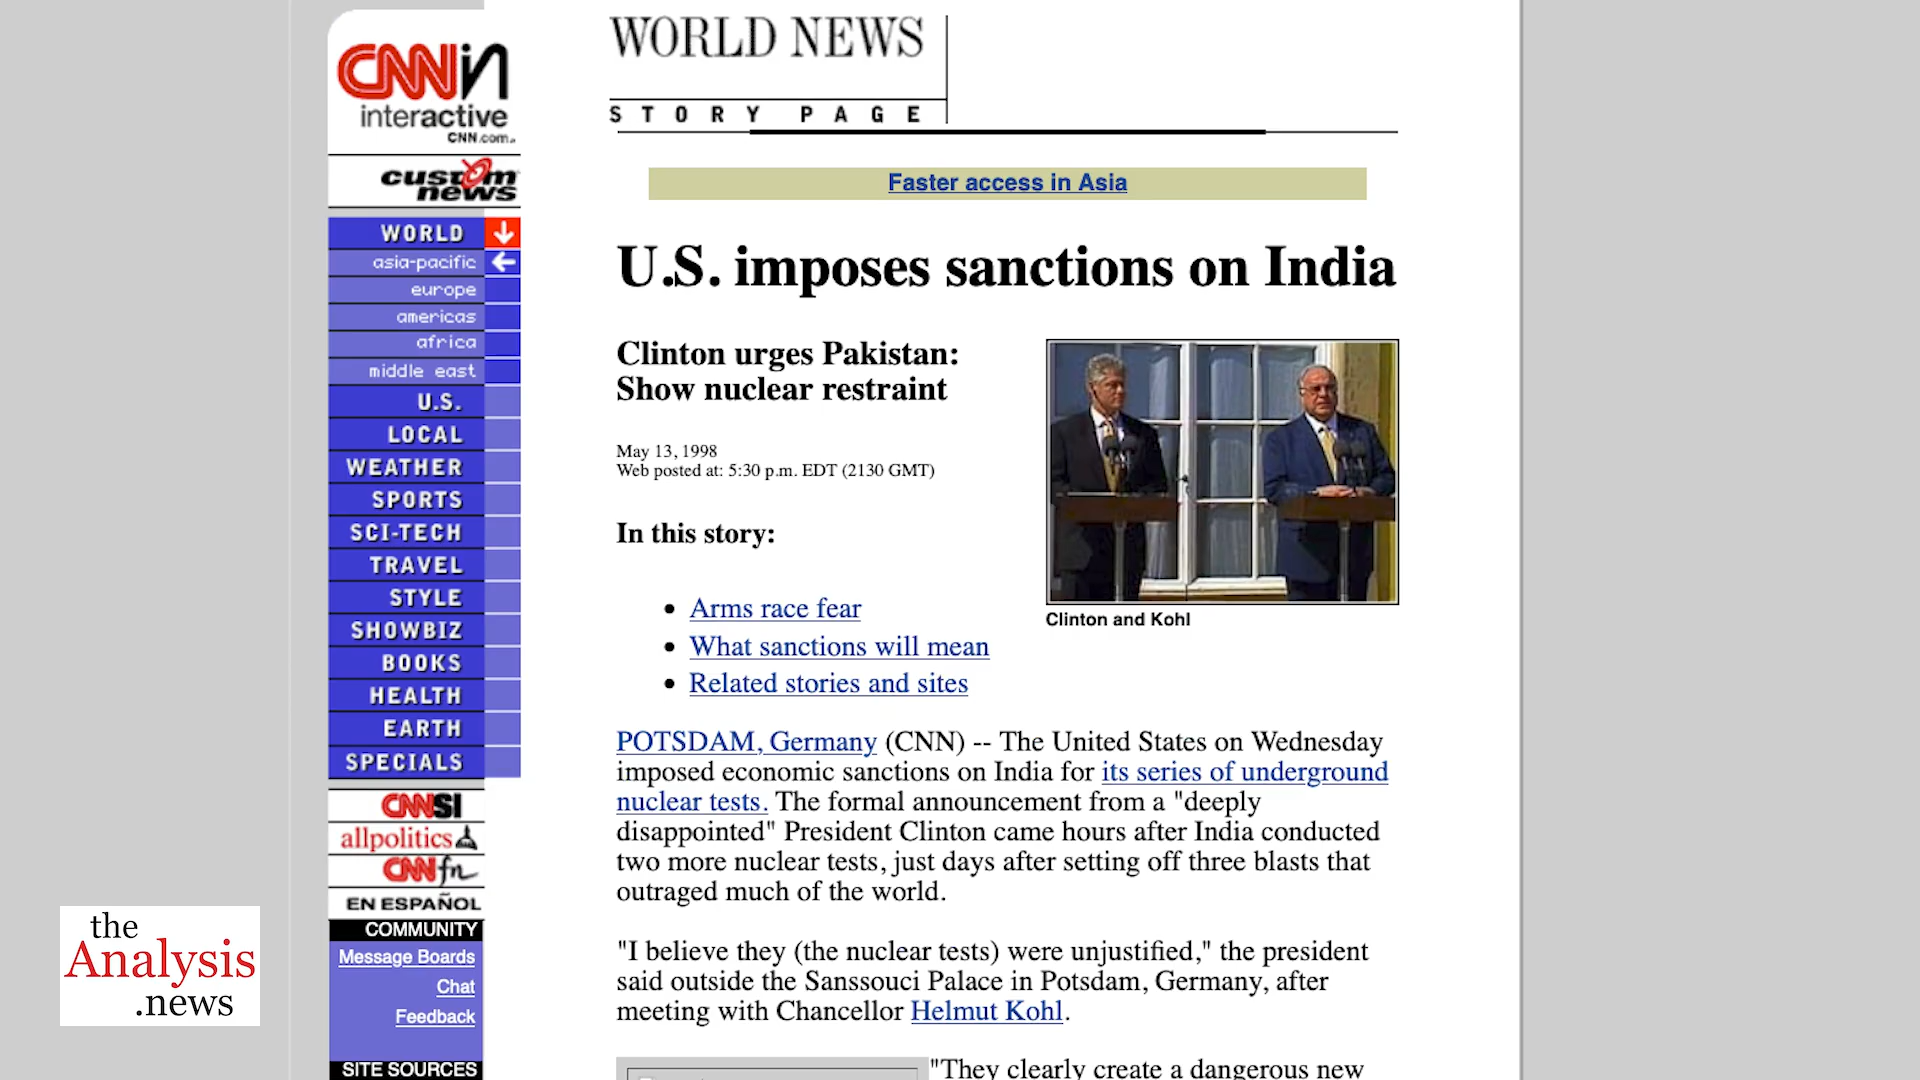 CNNin
interactive
CNN.com
custom
news
WORLD
asia-pacific
europe
americas
africa
middle east
U.S.
LOCAL
WEATHER
SPORTS
SCI-TECH
TRAVEL
STYLE
SHOWBIZ
BOOKS
HEALTH
EARTH
SPECIALS
CNNSI
allpolitics
CNNfn
EN ESPAÑOL
COMMUNITY
Message Boards
Chat
Feedback
SITE SOURCES
WORLD NEWS
STORY PAGE
Faster access in Asia
U.S. imposes sanctions on India
Clinton urges Pakistan:
Show nuclear restraint
May 13, 1998
Web posted at: 5:30 p.m. EDT (2130 GMT)
In this story:
Arms race fear
What sanctions will mean
Related stories and sites
Clinton and Kohl
POTSDAM, Germany (CNN) -- The United States on Wednesday
imposed economic sanctions on India for its series of underground
nuclear tests. The formal announcement from a "deeply
disappointed" President Clinton came hours after India conducted
two more nuclear tests, just days after setting off three blasts that
outraged much of the world.
"I believe they (the nuclear tests) were unjustified," the president
said outside the Sanssouci Palace in Potsdam, Germany, after
meeting with Chancellor Helmut Kohl.
"They clearly create a dangerous new
the
Analysis
.news